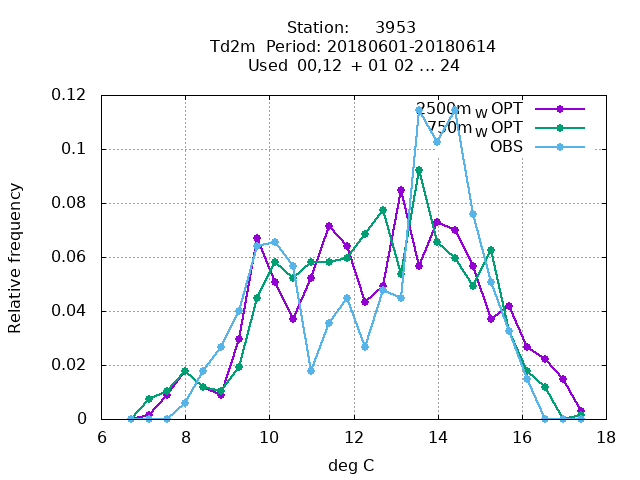 Station: 3953
Td2m Period: 20180601-20180614
Used 00,12 + 01 02 ... 24
2500m_w OPT
750m_w OPT
OBS
0.12
0.1
0.08
0.06
0.04
0.02
0
Relative frequency
6 8 10 12 14 16 18
deg C